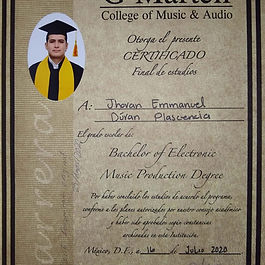 G Martell
College of Music & Audio
Otorga el presente
CERTIFICADO
Final de estudios
A: Jhovan Emmanuel
Durán Plascencia
El grado escolar de:
Bachelor of Electronic
Music Production Degree
Por haber concluido los estudios de acuerdo al programa,
conforme a los planes autorizados por nuestro consejo académico
y haber sido aprobados según constancias
archivadas en esta Institución.
México, D.F., a 16 de Julio 2020